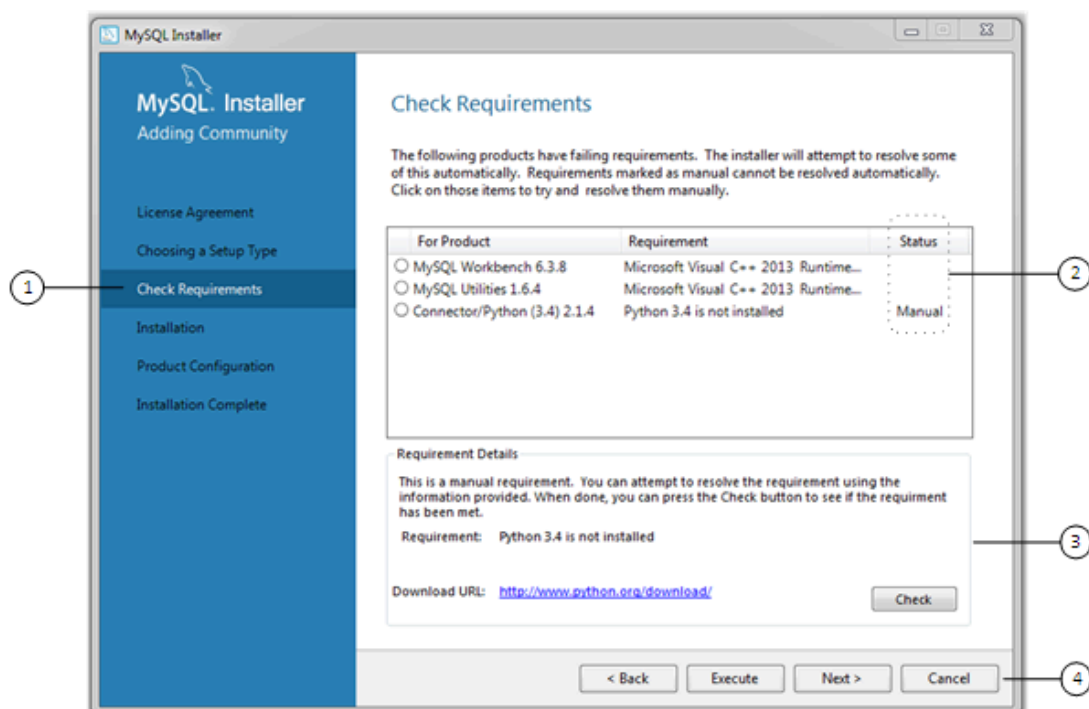 MySQL Installer
MySQL. Installer
Adding Community
License Agreement
Choosing a Setup Type
Check Requirements
Installation
Product Configuration
Installation Complete
Check Requirements
The following products have failing requirements. The installer will attempt to resolve some
of this automatically. Requirements marked as manual cannot be resolved automatically.
Click on those items to try and resolve them manually.
For Product Requirement Status
MySQL Workbench 6.3.8 Microsoft Visual C++ 2013 Runtime...
MySQL Utilities 1.6.4 Microsoft Visual C++ 2013 Runtime...
Connector/Python (3.4) 2.1.4 Python 3.4 is not installed Manual
Requirement Details
This is a manual requirement. You can attempt to resolve the requirement using the
information provided. When done, you can press the Check button to see if the requirment
has been met.
Requirement: Python 3.4 is not installed
Download URL: http://www.python.org/download/
Check
< Back Execute Next > Cancel
1
2
3
4